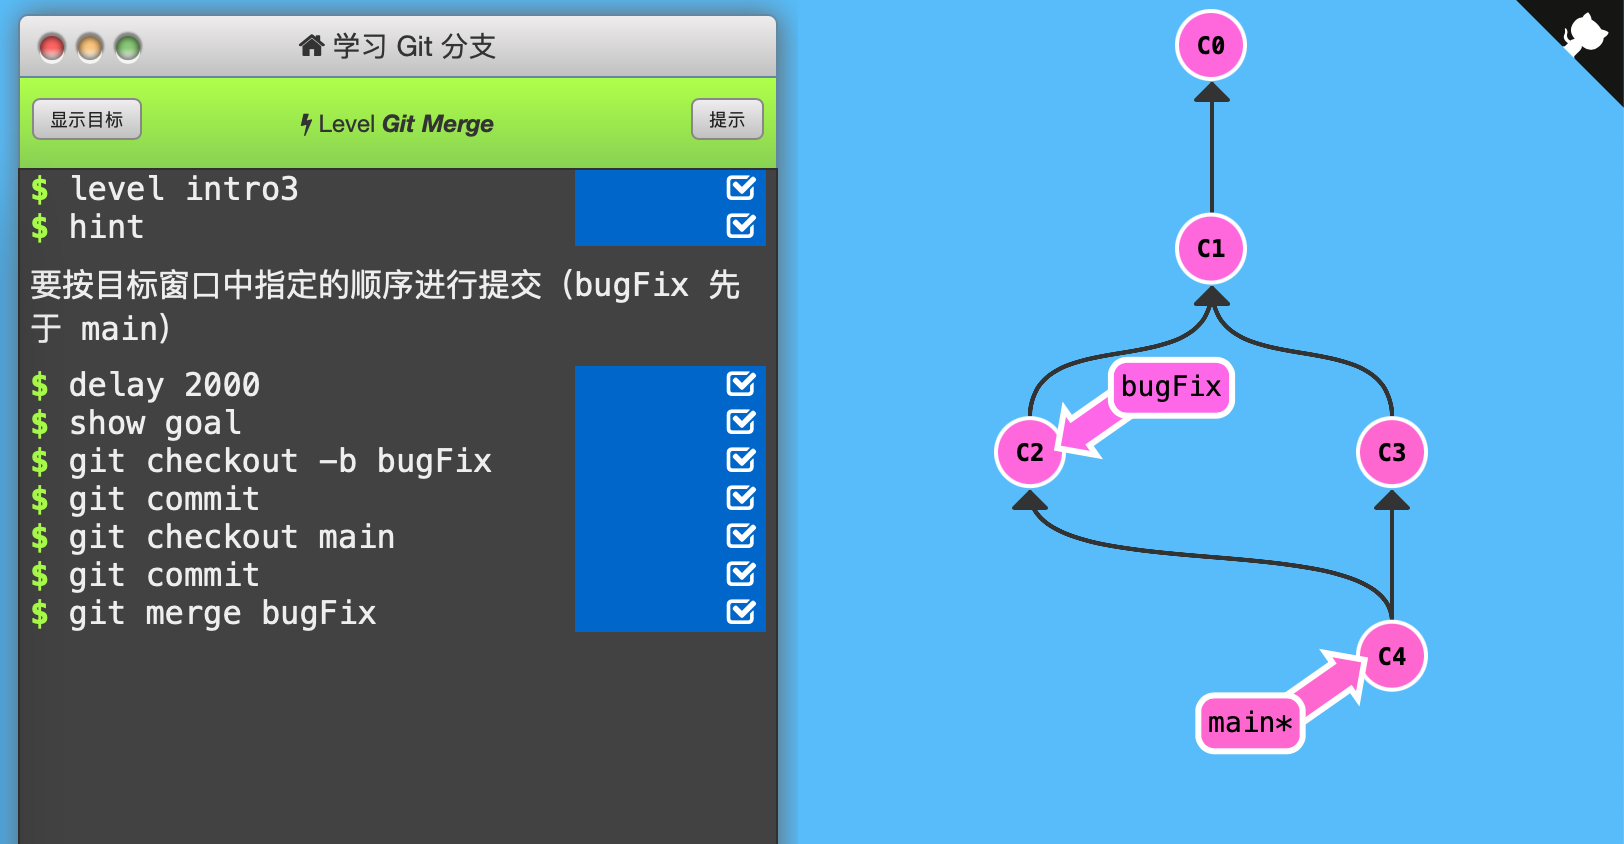 学习 Git 分支
显示目标
Level Git Merge
提示
$ level intro3
$ hint
要按目标窗口中指定的顺序进行提交（bugFix 先
于 main）
$ delay 2000
$ show goal
$ git checkout -b bugFix
$ git commit
$ git checkout main
$ git commit
$ git merge bugFix
C0
C1
bugFix
C2
C3
C4
main*